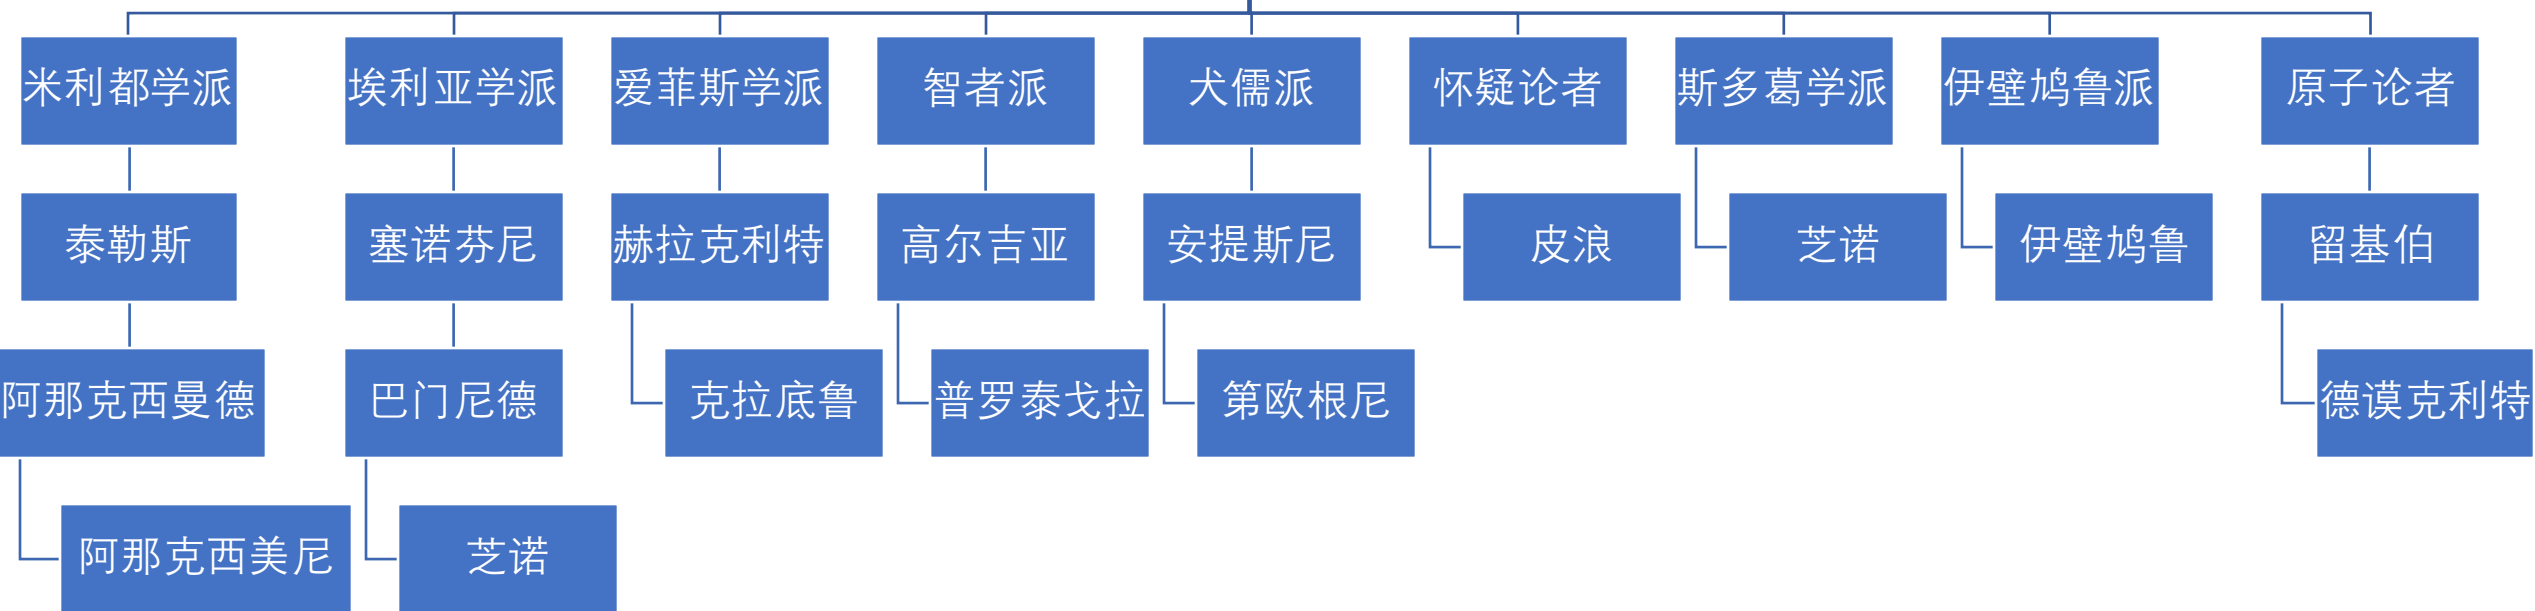 米利都学派
埃利亚学派
爱菲斯学派
智者派
犬儒派
怀疑论者
斯多葛学派
伊壁鸠鲁派
原子论者
泰勒斯
塞诺芬尼
赫拉克利特
高尔吉亚
安提斯尼
皮浪
芝诺
伊壁鸠鲁
留基伯
阿那克西曼德
巴门尼德
克拉底鲁
普罗泰戈拉
第欧根尼
德谟克利特
阿那克西美尼
芝诺